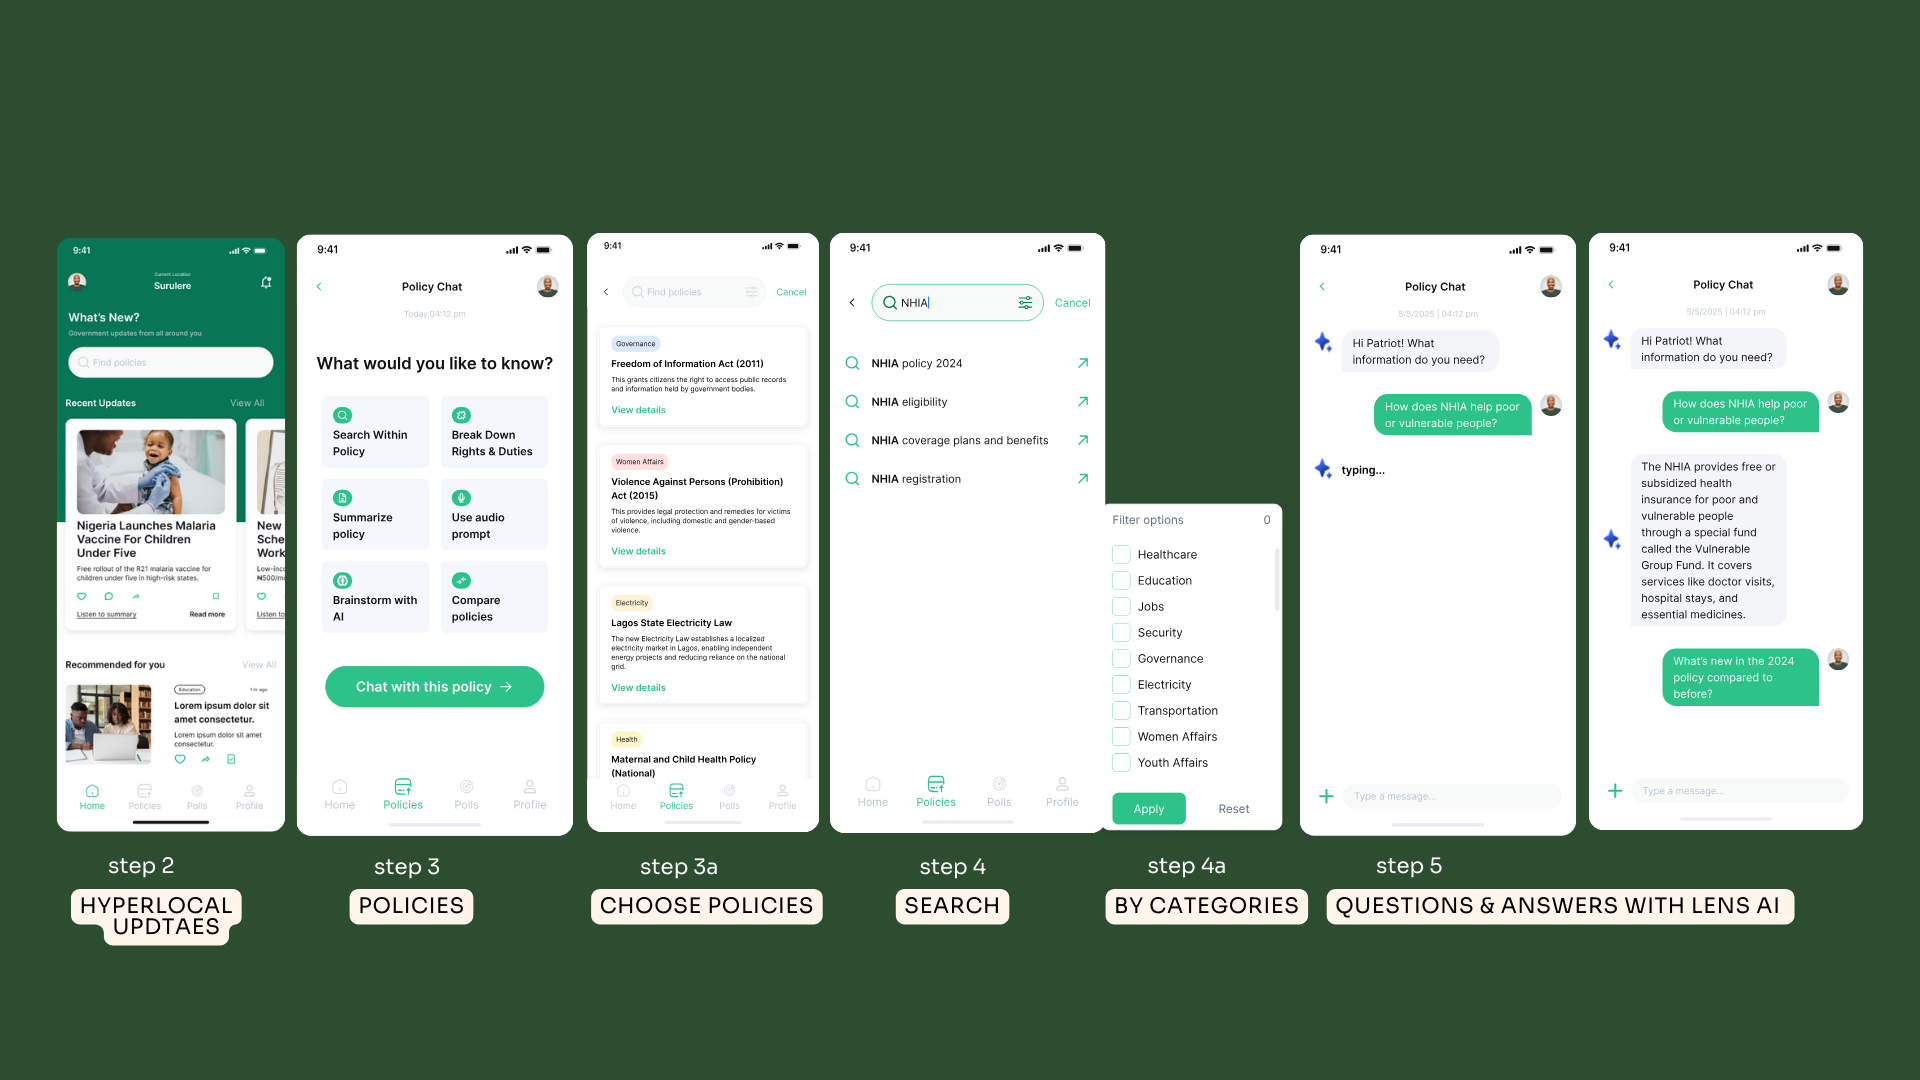 9:41
Current Location
Surulere
What's New?
Government updates from all around you
Find policies
Recent Updates
View All
Nigeria Launches Malaria
Vaccine For Children
Under Five
Free rollout of the R21 malaria vaccine for
children under five in high-risk states.
Listen to summary
Read more
New
Sche
Work
Low-inco
₦500/mo
Listen to
Recommended for you
View All
Education
1 hr ago
Lorem ipsum dolor sit
amet consectetur.
Lorem ipsum dolor sit amet
consectetur.
Home
Policies
Polls
Profile
step 2
HYPERLOCAL
UPDTAES
9:41
Policy Chat
Today,04:12 pm
What would you like to know?
Search Within
Policy
Break Down
Rights & Duties
Summarize
policy
Use audio
prompt
Brainstorm with
AI
Compare
policies
Chat with this policy
Home
Policies
Polls
Profile
step 3
POLICIES
9:41
Find policies
Cancel
Governance
Freedom of Information Act (2011)
This grants citizens the right to access public records
and information held by government bodies.
View details
Women Affairs
Violence Against Persons (Prohibition)
Act (2015)
This provides legal protection and remedies for victims
of violence, including domestic and gender-based
violence.
View details
Electricity
Lagos State Electricity Law
The new Electricity Law establishes a localized
electricity market in Lagos, enabling independent
energy projects and reducing reliance on the national
grid.
View details
Health
Maternal and Child Health Policy
(National)
Home
Policies
Polls
Profile
step 3a
CHOOSE POLICIES
9:41
NHIA
Cancel
NHIA policy 2024
NHIA eligibility
NHIA coverage plans and benefits
NHIA registration
Home
Policies
Polls
Profile
step 4
SEARCH
Filter options
0
Healthcare
Education
Jobs
Security
Governance
Electricity
Transportation
Women Affairs
Youth Affairs
Apply
Reset
step 4a
BY CATEGORIES
9:41
Policy Chat
5/5/2025 | 04:12 pm
Hi Patriot! What
information do you need?
How does NHIA help poor
or vulnerable people?
typing...
Type a message...
9:41
Policy Chat
5/5/2025 | 04:12 pm
Hi Patriot! What
information do you need?
How does NHIA help poor
or vulnerable people?
The NHIA provides free or
subsidized health
insurance for poor and
vulnerable people
through a special fund
called the Vulnerable
Group Fund. It covers
services like doctor visits,
hospital stays, and
essential medicines.
What's new in the 2024
policy compared to
before?
Type a message...
step 5
QUESTIONS & ANSWERS WITH LENS AI